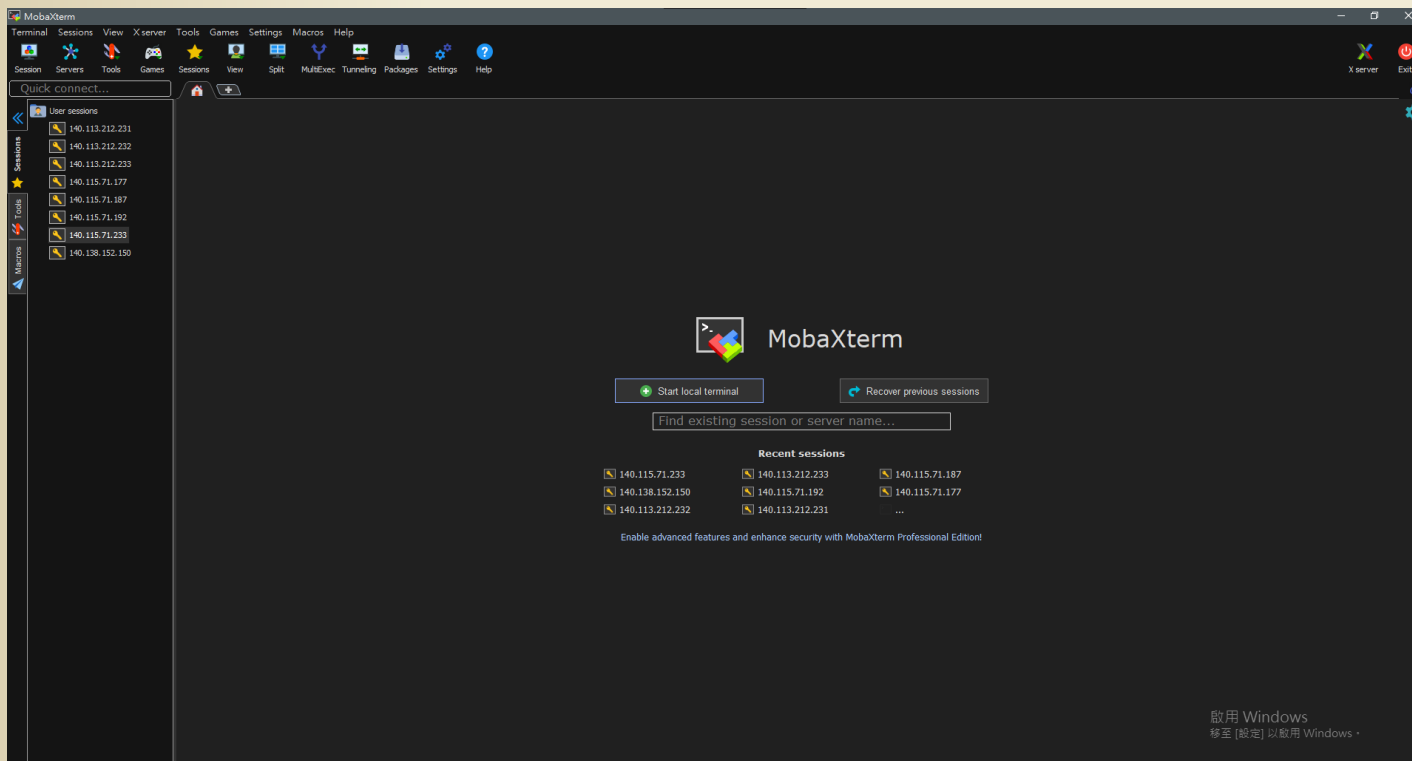 MobaXterm
Terminal Sessions View X server Tools Games Settings Macros Help
Session Servers Tools Games Sessions View Split MultiExec Tunneling Packages Settings Help X server Exit
Quick connect...
User sessions
140.113.212.231
140.113.212.232
140.113.212.233
140.115.71.177
140.115.71.187
140.115.71.192
140.115.71.233
140.138.152.150
Sessions
Tools
Macros
>.
MobaXterm
Start local terminal Recover previous sessions
Find existing session or server name...
Recent sessions
140.115.71.233 140.113.212.233 140.115.71.187
140.138.152.150 140.115.71.192 140.115.71.177
140.113.212.232 140.113.212.231 ...
Enable advanced features and enhance security with MobaXterm Professional Edition!
啟用 Windows
移至 [設定] 以啟用 Windows。